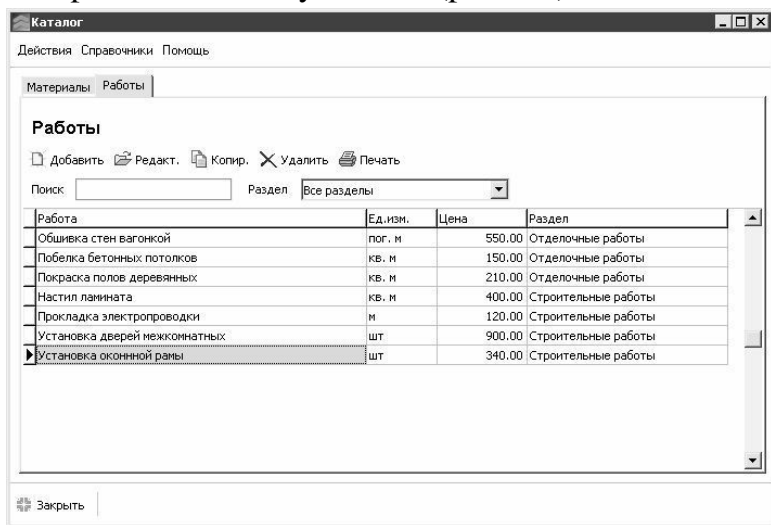 Каталог
Действия Справочники Помощь
Материалы Работы
Работы
Добавить Редакт. Копир. Удалить Печать
Поиск Раздел Все разделы
Работа Ед.изм. Цена Раздел
Обшивка стен вагонкой пог. м 550.00 Отделочные работы
Побелка бетонных потолков кв. м 150.00 Отделочные работы
Покраска полов деревянных кв. м 210.00 Отделочные работы
Настил ламината кв. м 400.00 Строительные работы
Прокладка электропроводки м 120.00 Строительные работы
Установка дверей межкомнатных шт 900.00 Строительные работы
Установка оконнной рамы шт 340.00 Строительные работы
Закрыть